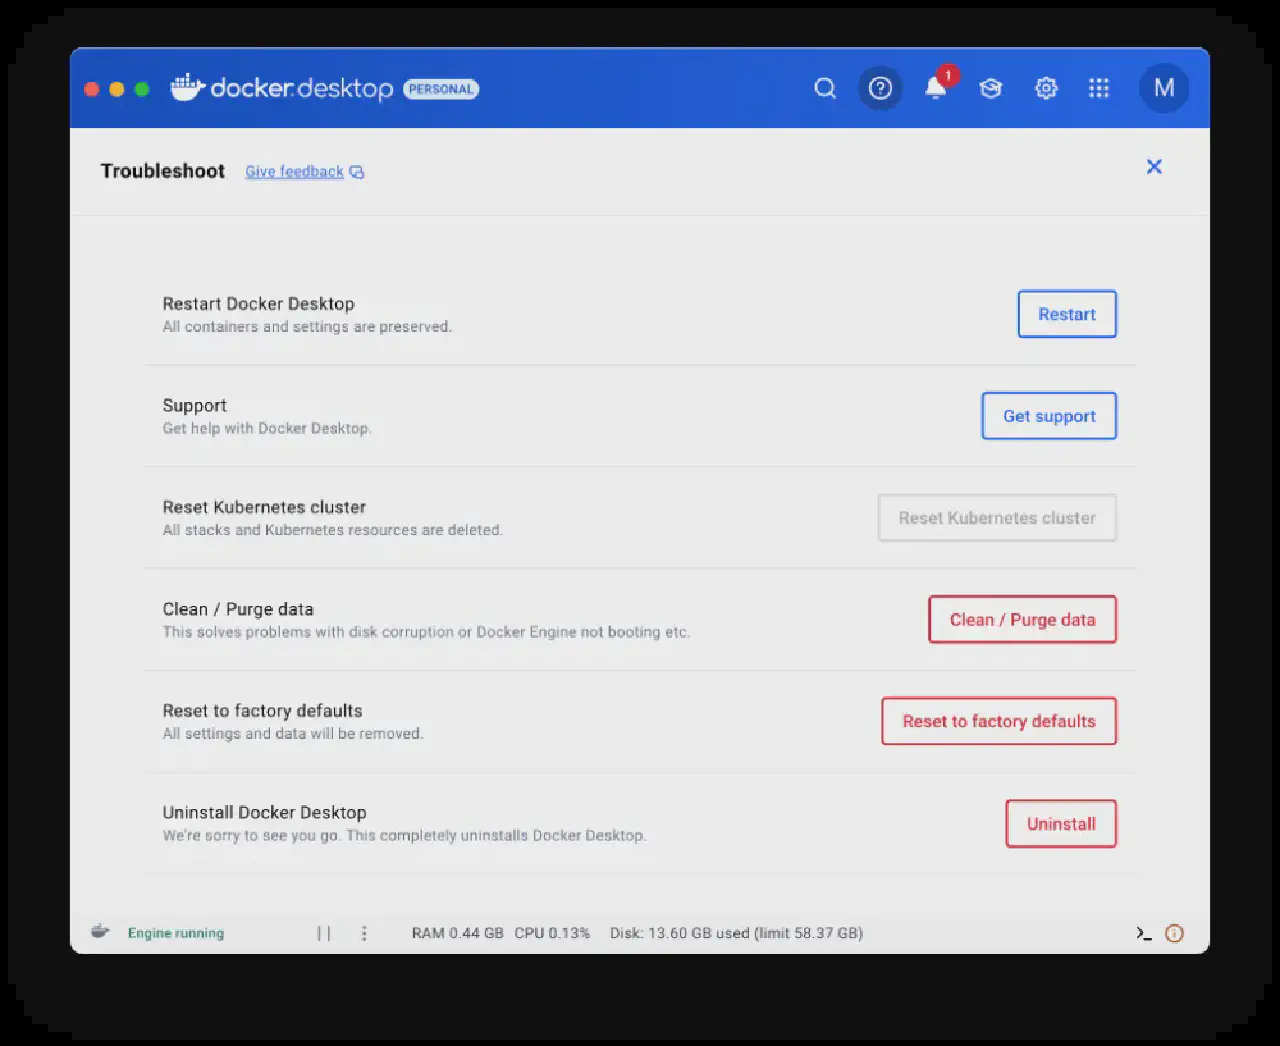 docker.desktop PERSONAL 1 M
Troubleshoot Give feedback
Restart Docker Desktop
All containers and settings are preserved.
Restart
Support
Get help with Docker Desktop.
Get support
Reset Kubernetes cluster
All stacks and Kubernetes resources are deleted.
Reset Kubernetes cluster
Clean / Purge data
This solves problems with disk corruption or Docker Engine not booting etc.
Clean / Purge data
Reset to factory defaults
All settings and data will be removed.
Reset to factory defaults
Uninstall Docker Desktop
We're sorry to see you go. This completely uninstalls Docker Desktop.
Uninstall
Engine running RAM 0.44 GB CPU 0.13% Disk: 13.60 GB used (limit 58.37 GB)